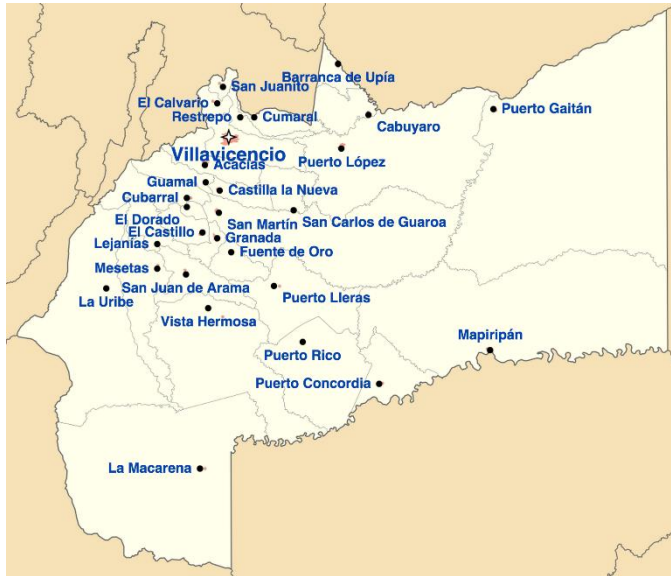 Barranca de Upía
San Juanito
El Calvario
Puerto Gaitán
Restrepo
Cumaral
Cabuyaro
Villavicencio
Puerto López
Acacías
Guamal
Castilla la Nueva
Cubarral
El Dorado
San Martín
San Carlos de Guaroa
El Castillo
Granada
Lejanías
Fuente de Oro
Mesetas
San Juan de Arama
La Uribe
Puerto Lleras
Vista Hermosa
Mapiripán
Puerto Rico
Puerto Concordia
La Macarena